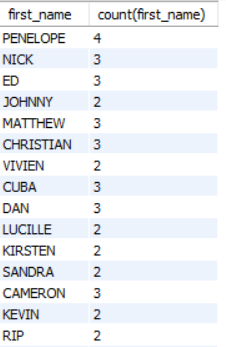 first_name count(first_name)
PENELOPE 4
NICK 3
ED 3
JOHNNY 2
MATTHEW 3
CHRISTIAN 3
VIVIEN 2
CUBA 3
DAN 3
LUCILLE 2
KIRSTEN 2
SANDRA 2
CAMERON 3
KEVIN 2
RIP 2